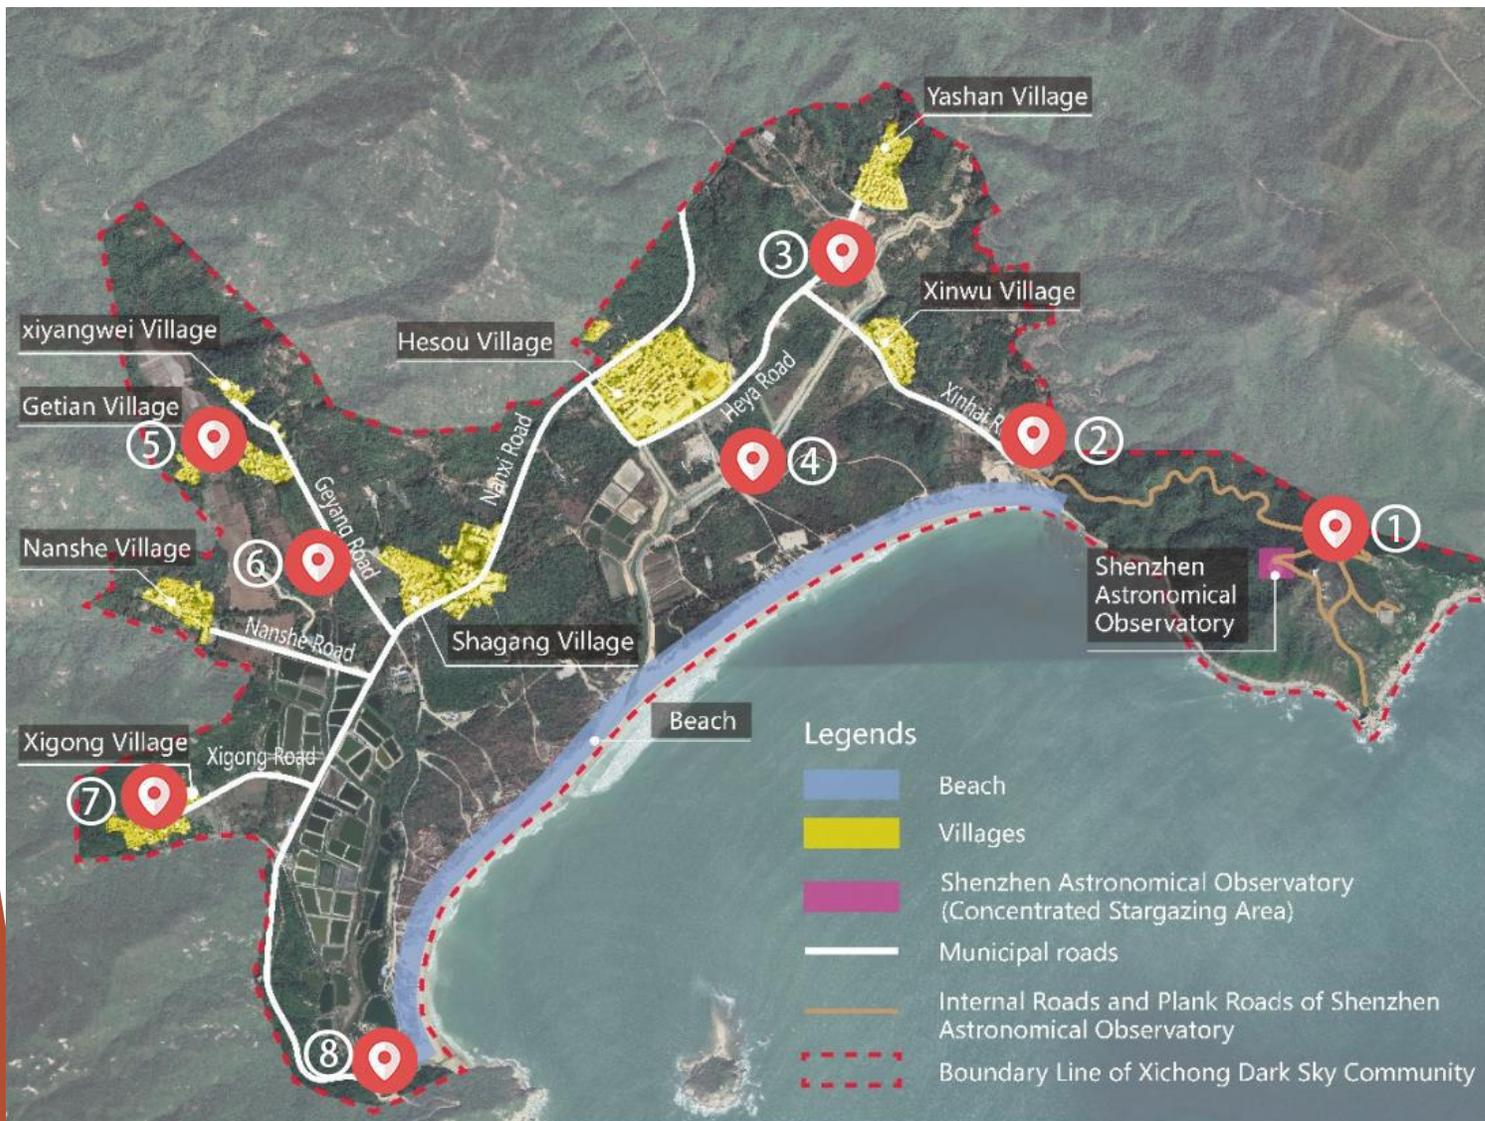 Yashan Village
③
Xinwu Village
xiyangwei Village
Hesou Village
Getian Village
⑤
Heya Road
Xinhai R
②
④
Nanxi Road
Geyang Road
①
Nanshe Village
⑥
Shenzhen
Astronomical
Observatory
Nanshe Road
Shagang Village
Beach
Xigong Village
Xigong Road
⑦
⑧
Legends
Beach
Villages
Shenzhen Astronomical Observatory
(Concentrated Stargazing Area)
Municipal roads
Internal Roads and Plank Roads of Shenzhen
Astronomical Observatory
Boundary Line of Xichong Dark Sky Community